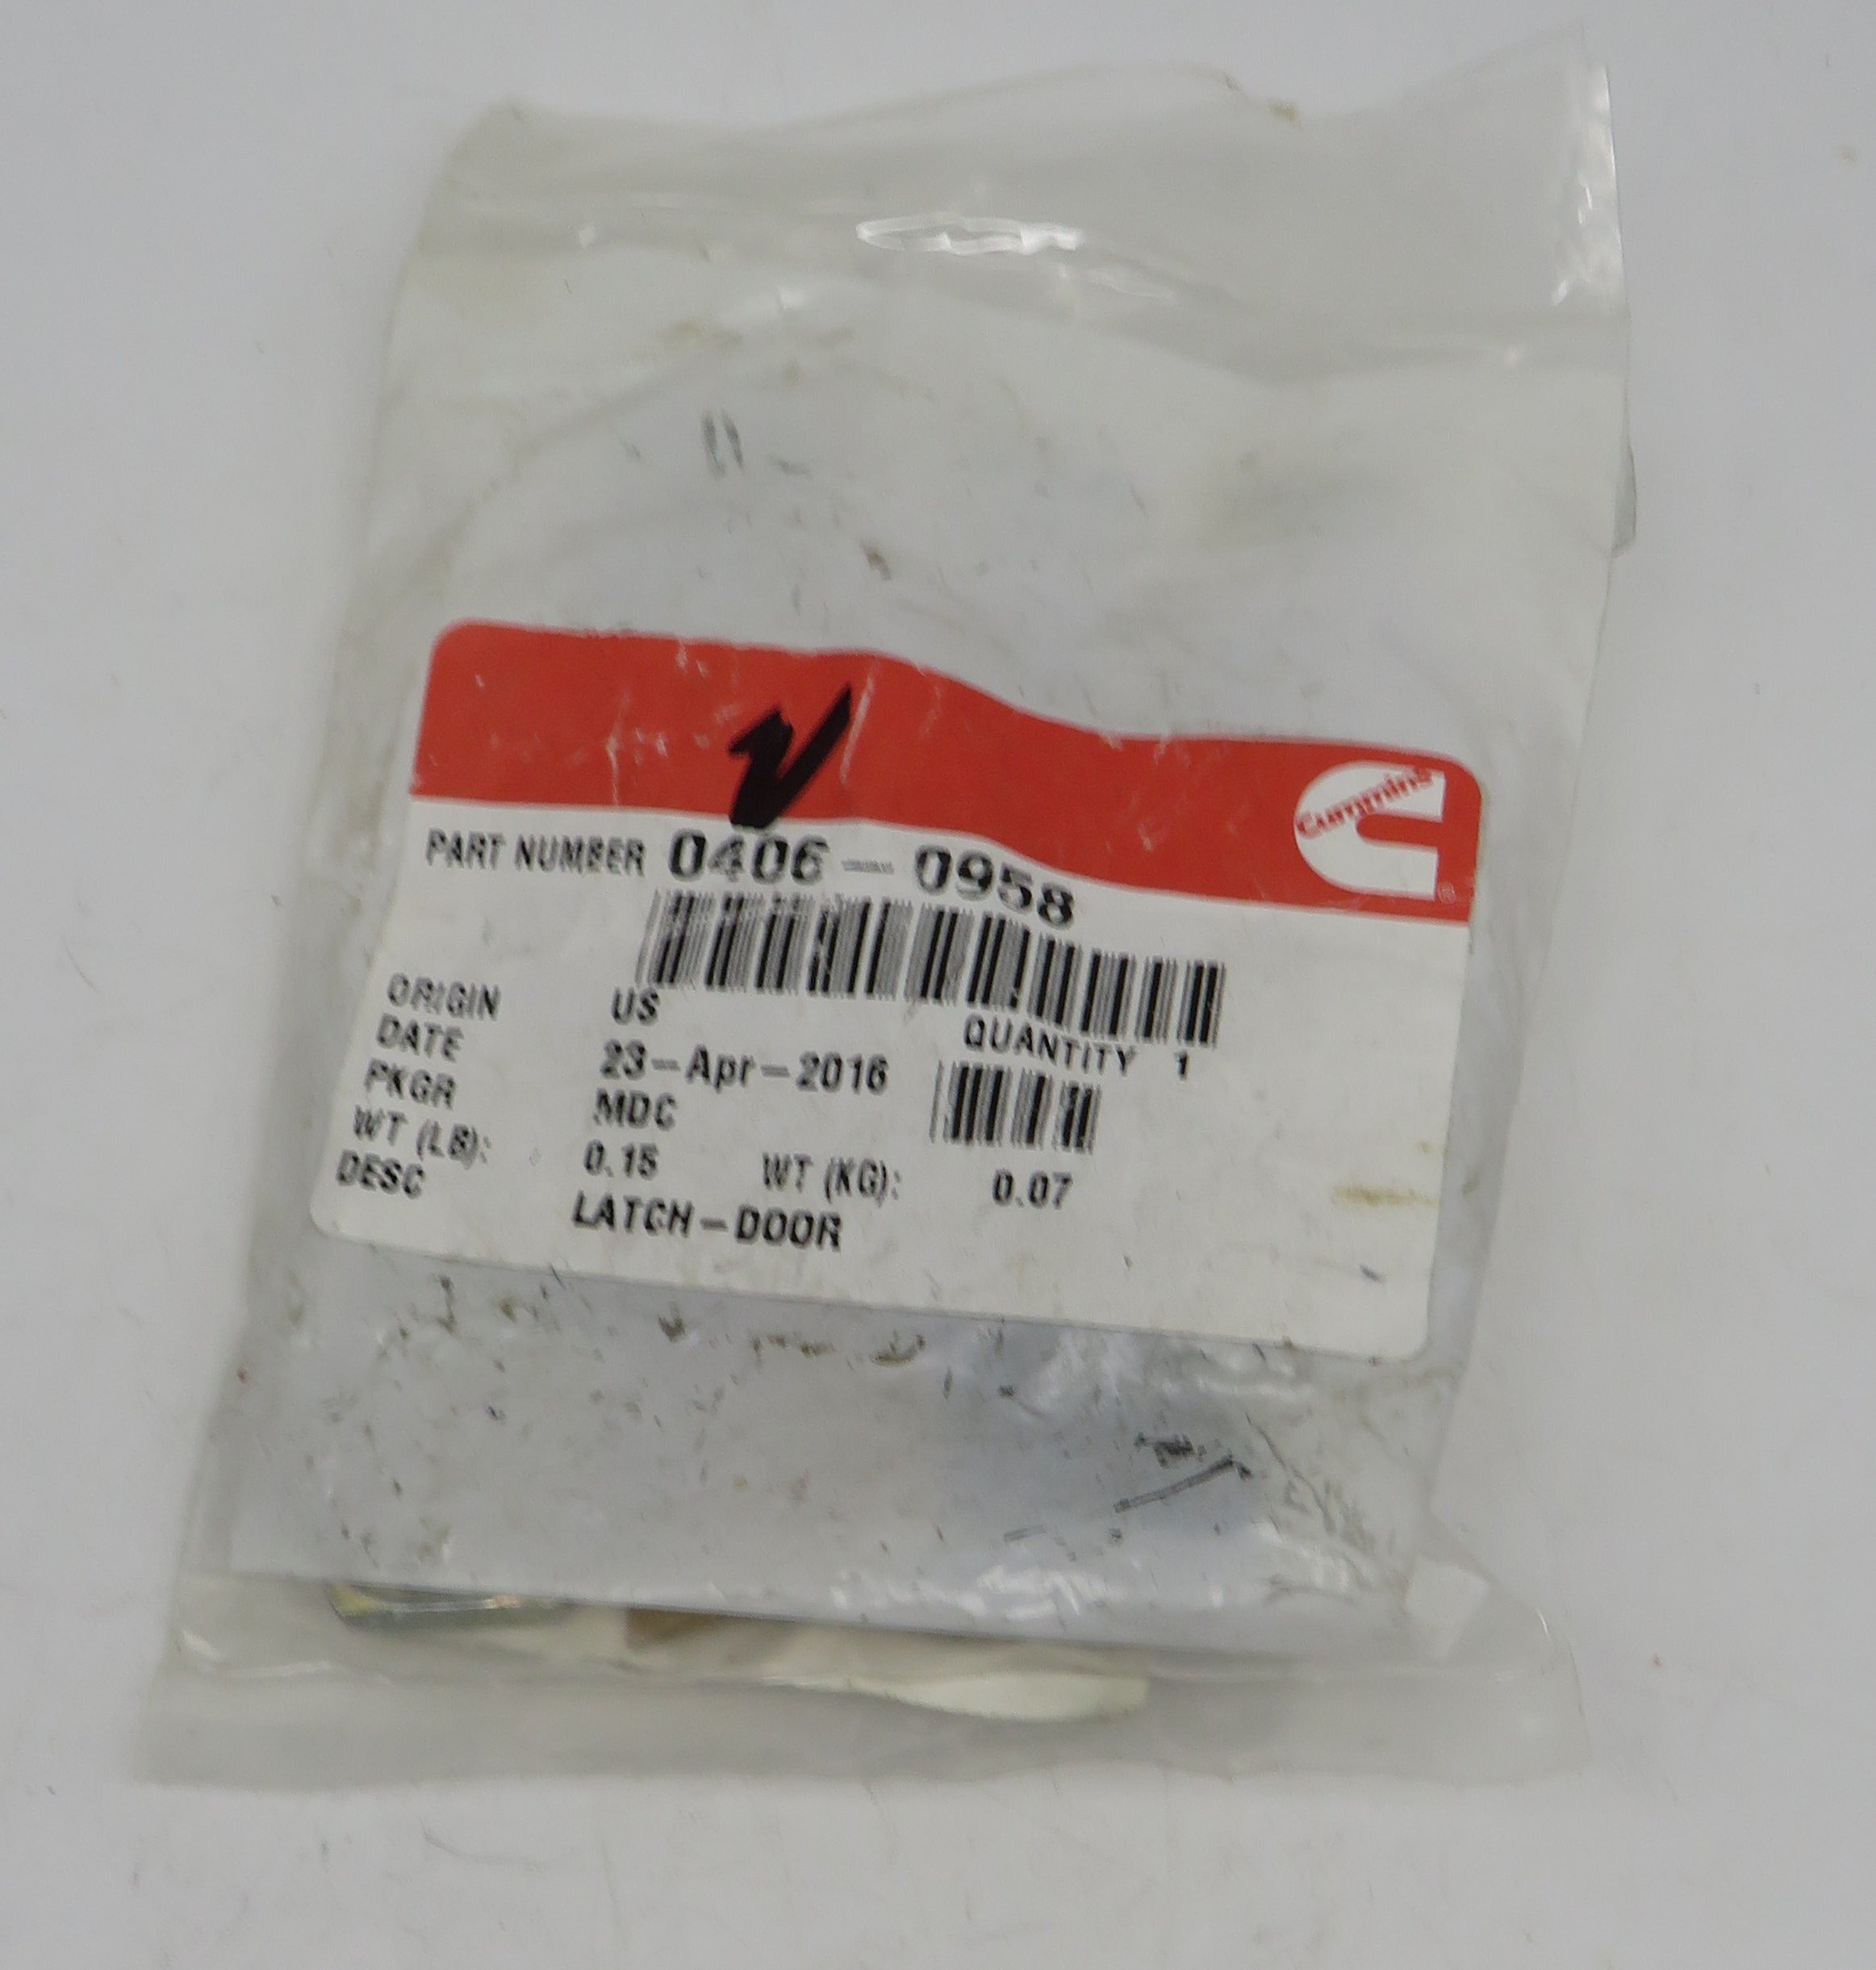 Cummins
PART NUMBER 0406-0958
ORIGIN US
QUANTITY 1
DATE 23-Apr-2016
PKGR MDC
WT (LB): 0.15 WT (KG): 0.07
DESC LATCH-DOOR